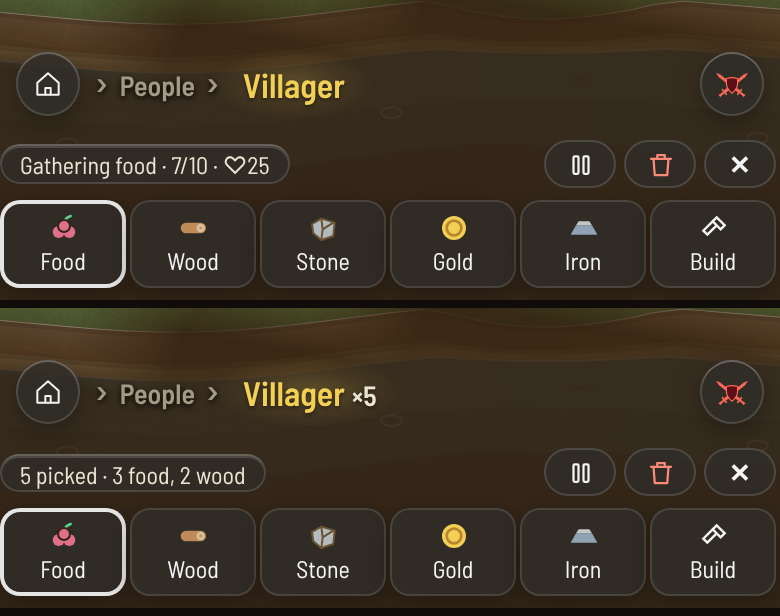 › People › Villager
Gathering food · 7/10 · ♡25
Food Wood Stone Gold Iron Build
› People › Villager ×5
5 picked · 3 food, 2 wood
Food Wood Stone Gold Iron Build